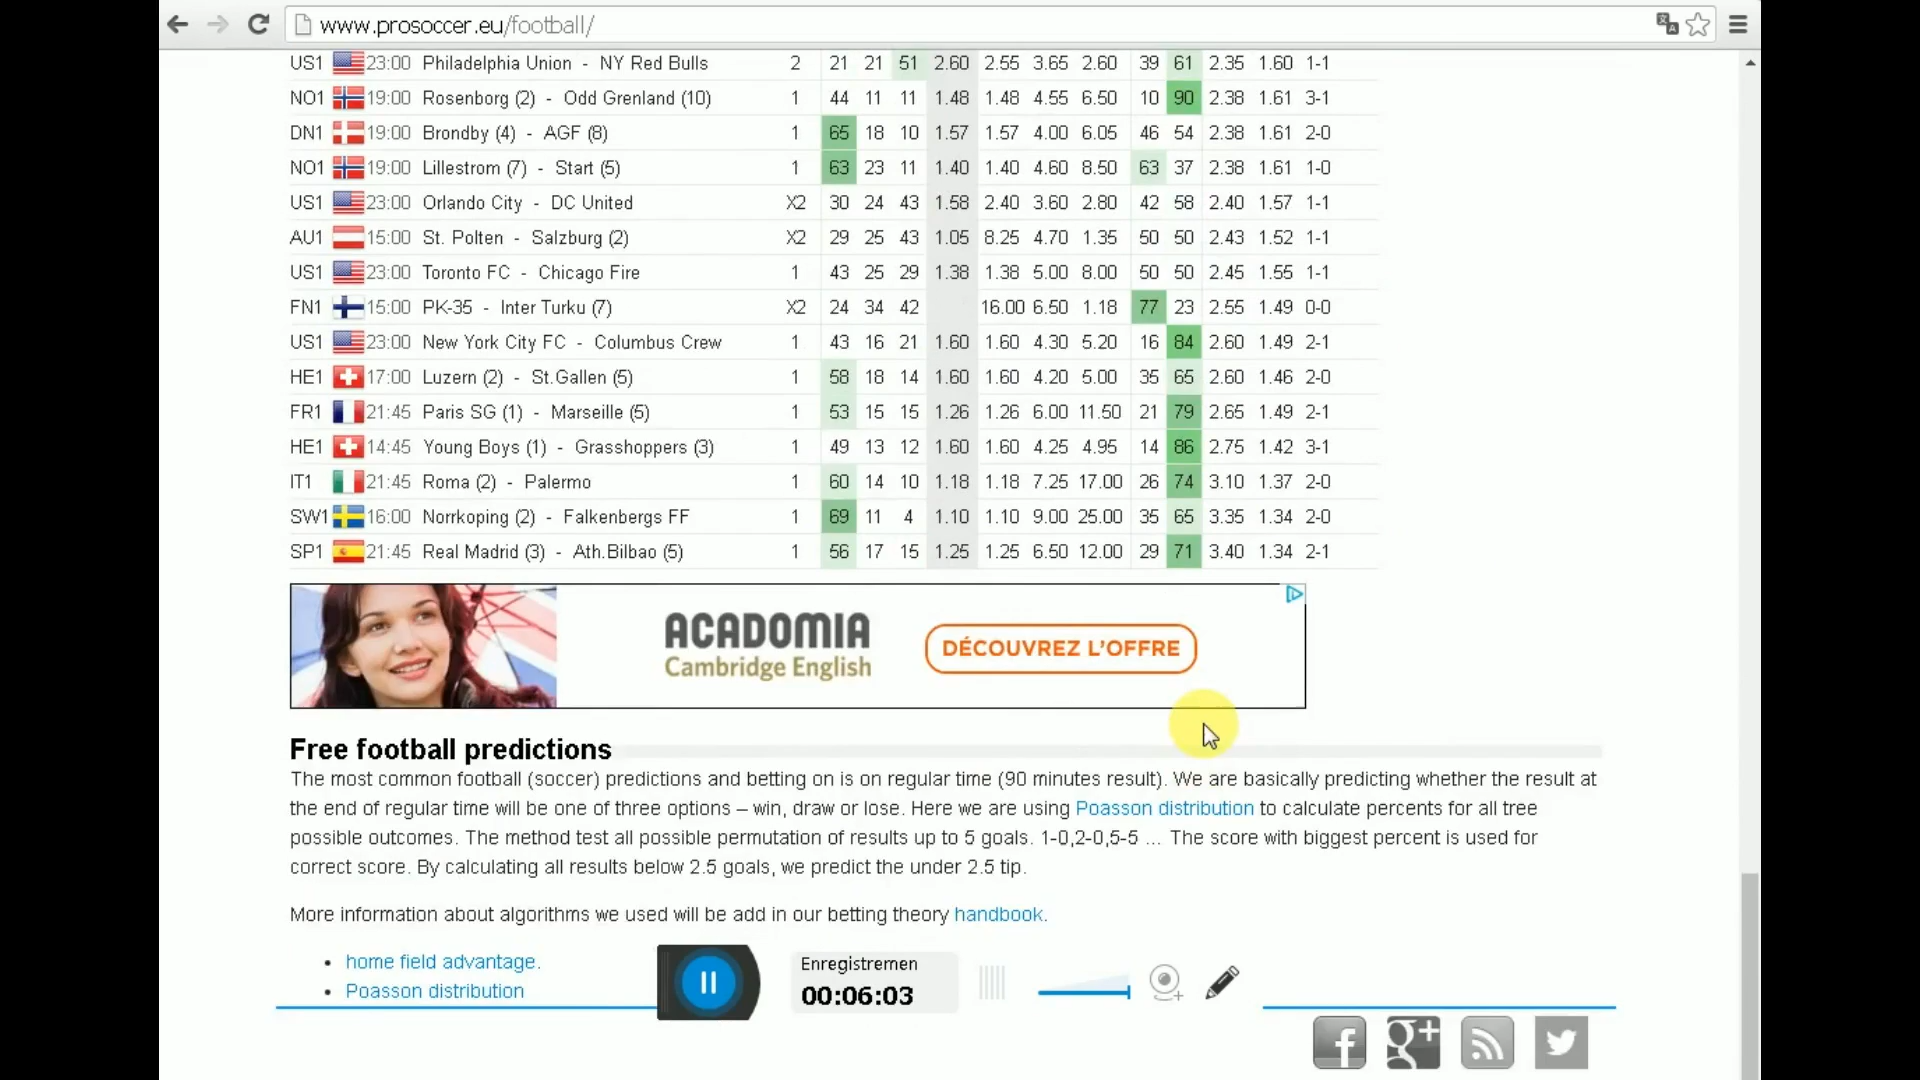 www.prosoccer.eu/football/
US1 23:00 Philadelphia Union - NY Red Bulls 2 21 21 51 2.60 2.55 3.65 2.60 39 61 2.35 1.60 1-1
NO1 19:00 Rosenborg (2) - Odd Grenland (10) 1 44 11 11 1.48 1.48 4.55 6.50 10 90 2.38 1.61 3-1
DN1 19:00 Brondby (4) - AGF (8) 1 65 18 10 1.57 1.57 4.00 6.05 46 54 2.38 1.61 2-0
NO1 19:00 Lillestrom (7) - Start (5) 1 63 23 11 1.40 1.40 4.60 8.50 63 37 2.38 1.61 1-0
US1 23:00 Orlando City - DC United X2 30 24 43 1.58 2.40 3.60 2.80 42 58 2.40 1.57 1-1
AU1 15:00 St. Polten - Salzburg (2) X2 29 25 43 1.05 8.25 4.70 1.35 50 50 2.43 1.52 1-1
US1 23:00 Toronto FC - Chicago Fire 1 43 25 29 1.38 1.38 5.00 8.00 50 50 2.45 1.55 1-1
FN1 15:00 PK-35 - Inter Turku (7) X2 24 34 42 16.00 6.50 1.18 77 23 2.55 1.49 0-0
US1 23:00 New York City FC - Columbus Crew 1 43 16 21 1.60 1.60 4.30 5.20 16 84 2.60 1.49 2-1
HE1 17:00 Luzern (2) - St.Gallen (5) 1 58 18 14 1.60 1.60 4.20 5.00 35 65 2.60 1.46 2-0
FR1 21:45 Paris SG (1) - Marseille (5) 1 53 15 15 1.26 1.26 6.00 11.50 21 79 2.65 1.49 2-1
HE1 14:45 Young Boys (1) - Grasshoppers (3) 1 49 13 12 1.60 1.60 4.25 4.95 14 86 2.75 1.42 3-1
IT1 21:45 Roma (2) - Palermo 1 60 14 10 1.18 1.18 7.25 17.00 26 74 3.10 1.37 2-0
SW1 16:00 Norrkoping (2) - Falkenbergs FF 1 69 11 4 1.10 1.10 9.00 25.00 35 65 3.35 1.34 2-0
SP1 21:45 Real Madrid (3) - Ath.Bilbao (5) 1 56 17 15 1.25 1.25 6.50 12.00 29 71 3.40 1.34 2-1
ACADOMIA
Cambridge English
DÉCOUVREZ L'OFFRE
Free football predictions
The most common football (soccer) predictions and betting on is on regular time (90 minutes result). We are basically predicting whether the result at
the end of regular time will be one of three options – win, draw or lose. Here we are using Poasson distribution to calculate percents for all tree
possible outcomes. The method test all possible permutation of results up to 5 goals. 1-0,2-0,5-5 ... The score with biggest percent is used for
correct score. By calculating all results below 2.5 goals, we predict the under 2.5 tip.
More information about algorithms we used will be add in our betting theory handbook.
• home field advantage.
• Poasson distribution
Enregistremen
00:06:03